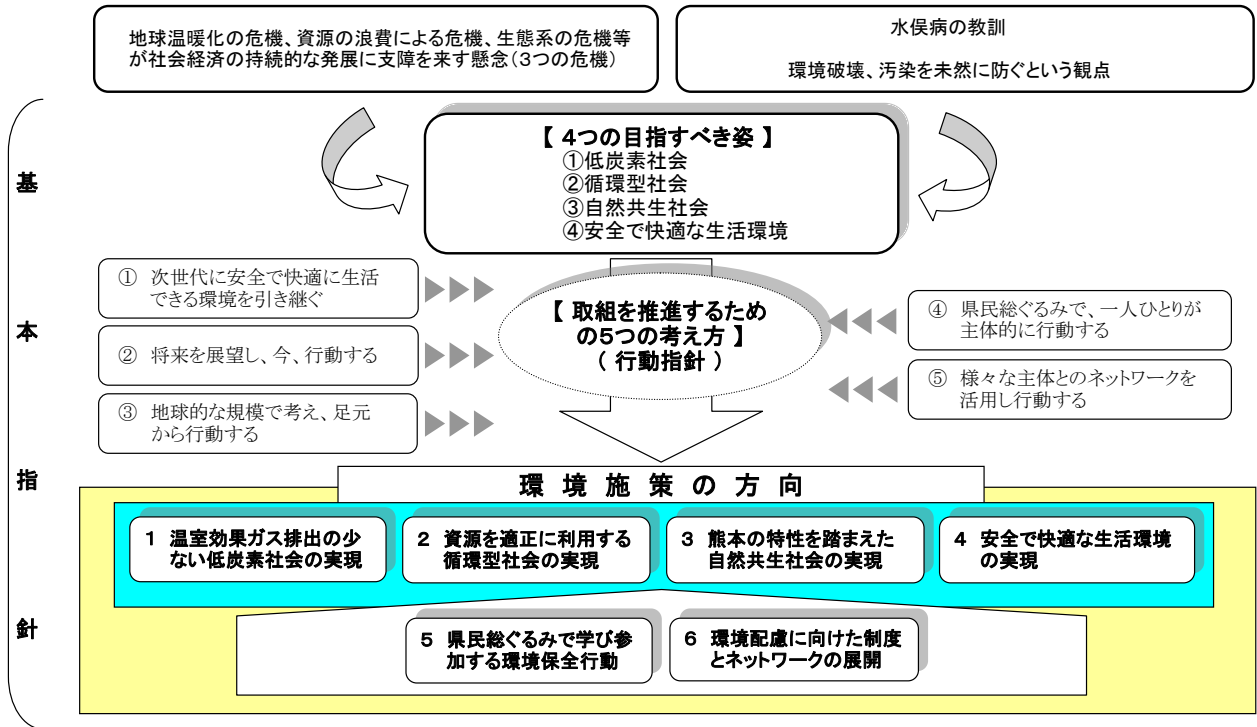 地球温暖化の危機、資源の浪費による危機、生態系の危機等
が社会経済の持続的な発展に支障を来す懸念(3つの危機)
水俣病の教訓
環境破壊、汚染を未然に防ぐという観点
基本指針
【 4つの目指すべき姿 】
①低炭素社会
②循環型社会
③自然共生社会
④安全で快適な生活環境
① 次世代に安全で快適に生活
できる環境を引き継ぐ
② 将来を展望し、今、行動する
③ 地球的な規模で考え、足元
から行動する
【 取組を推進するため
の5つの考え方 】
( 行動指針 )
④ 県民総ぐるみで、一人ひとりが
主体的に行動する
⑤ 様々な主体とのネットワークを
活用し行動する
環 境 施 策 の 方 向
1 温室効果ガス排出の少
ない低炭素社会の実現
2 資源を適正に利用する
循環型社会の実現
3 熊本の特性を踏まえた
自然共生社会の実現
4 安全で快適な生活環境
の実現
5 県民総ぐるみで学び参
加する環境保全行動
6 環境配慮に向けた制度
とネットワークの展開